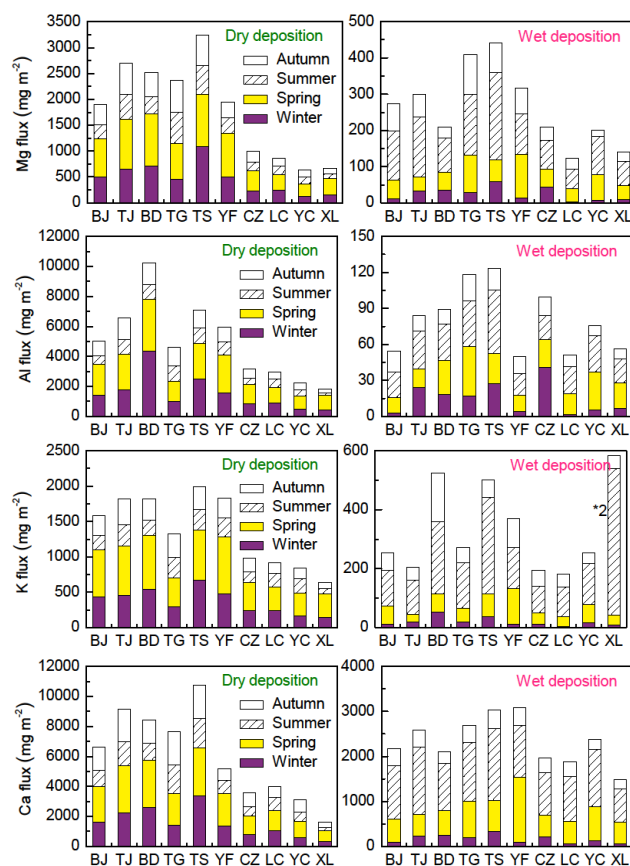 Mg flux (mg m-2)
3500
3000
2500
2000
1500
1000
500
0
Dry deposition
Autumn
Summer
Spring
Winter
BJ TJ BD TG TS YF CZ LC YC XL
500
400
300
200
100
0
Wet deposition
BJ TJ BD TG TS YF CZ LC YC XL
Al flux (mg m-2)
12000
10000
8000
6000
4000
2000
0
Dry deposition
Autumn
Summer
Spring
Winter
BJ TJ BD TG TS YF CZ LC YC XL
150
120
90
60
30
0
Wet deposition
BJ TJ BD TG TS YF CZ LC YC XL
K flux (mg m-2)
2500
2000
1500
1000
500
0
Dry deposition
Autumn
Summer
Spring
Winter
BJ TJ BD TG TS YF CZ LC YC XL
600
400
200
0
Wet deposition
*2
BJ TJ BD TG TS YF CZ LC YC XL
Ca flux (mg m-2)
12000
10000
8000
6000
4000
2000
0
Dry deposition
Autumn
Summer
Spring
Winter
BJ TJ BD TG TS YF CZ LC YC XL
4000
3000
2000
1000
0
Wet deposition
BJ TJ BD TG TS YF CZ LC YC XL